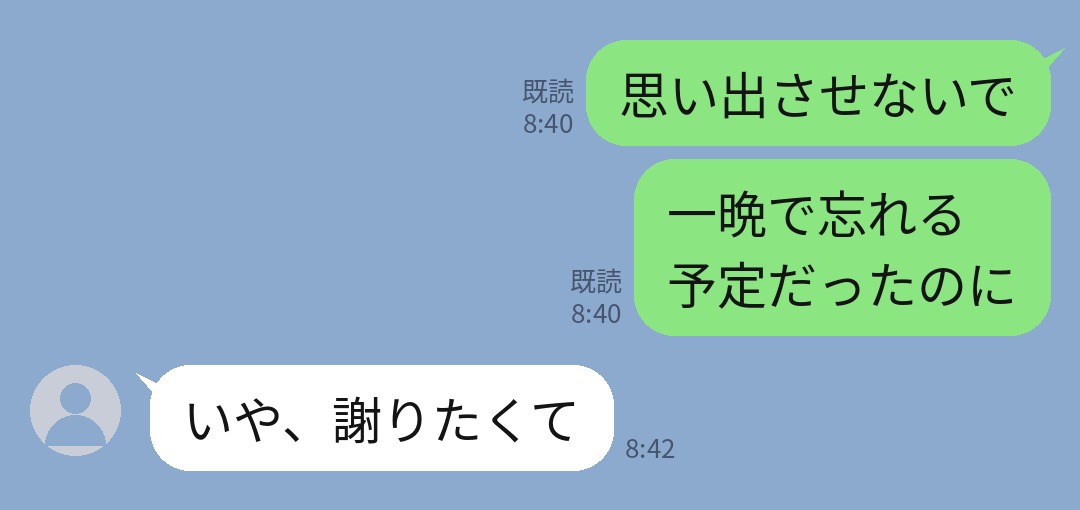 思い出させないで
既読
8:40
一晩で忘れる
予定だったのに
既読
8:40
いや、謝りたくて
8:42